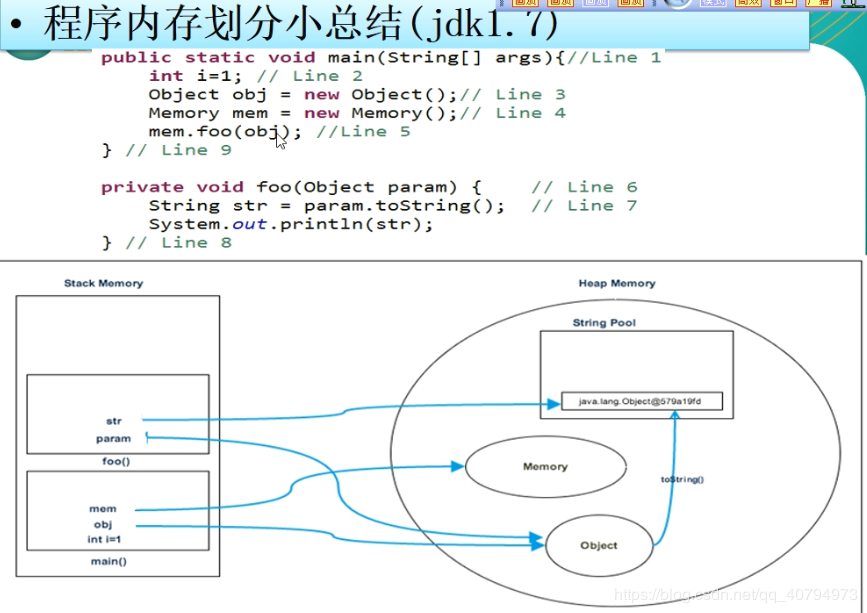 • 程序内存划分小总结(jdk1.7)
public static void main(String[] args){//Line 1
int i=1; // Line 2
Object obj = new Object();// Line 3
Memory mem = new Memory();// Line 4
mem.foo(obj); //Line 5
} // Line 9
private void foo(Object param) { // Line 6
String str = param.toString(); // Line 7
System.out.println(str);
} // Line 8
Stack Memory
Heap Memory
String Pool
java.lang.Object@579a19fd
str
param
foo()
Memory
toString()
mem
obj
int i=1
main()
Object
https://blog.csdn.net/qq_40794973